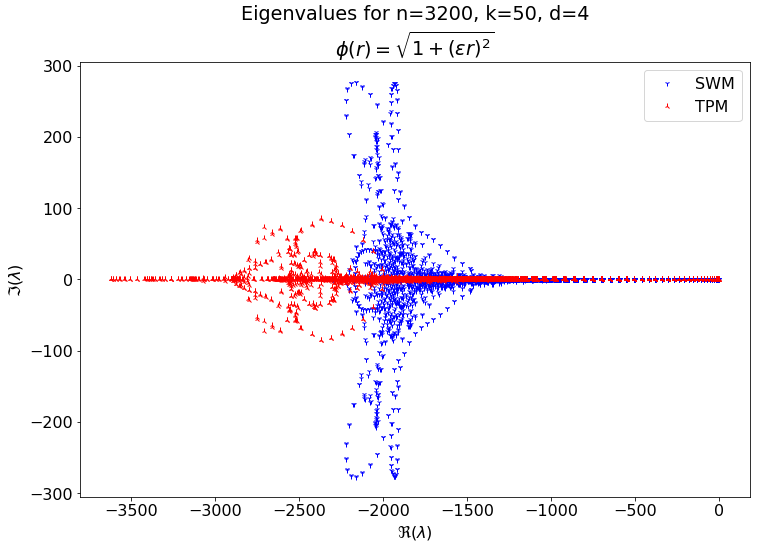 Eigenvalues for n=3200, k=50, d=4
ϕ(r) = √1 + (εr)²
SWM
TPM
300
200
100
0
−100
−200
−300
ℑ(λ)
−3500 −3000 −2500 −2000 −1500 −1000 −500 0
ℜ(λ)